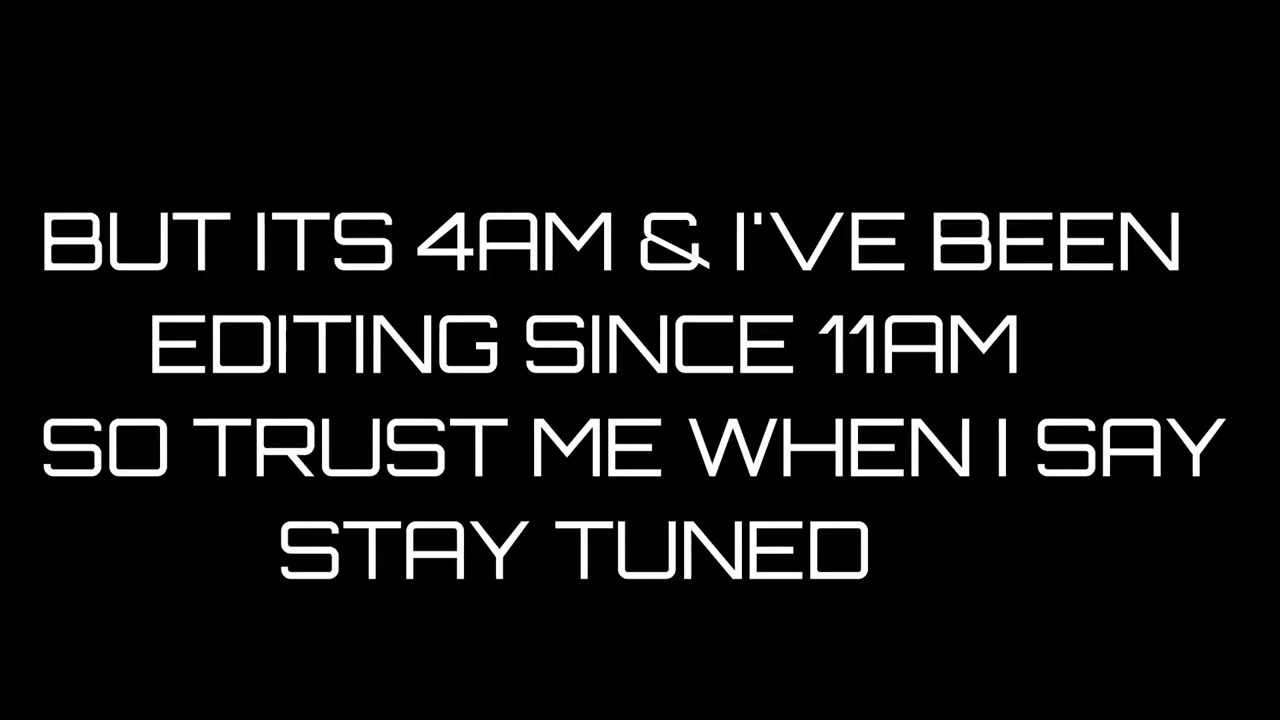 BUT ITS 4AM & I'VE BEEN
EDITING SINCE 11AM
SO TRUST ME WHEN I SAY
STAY TUNED